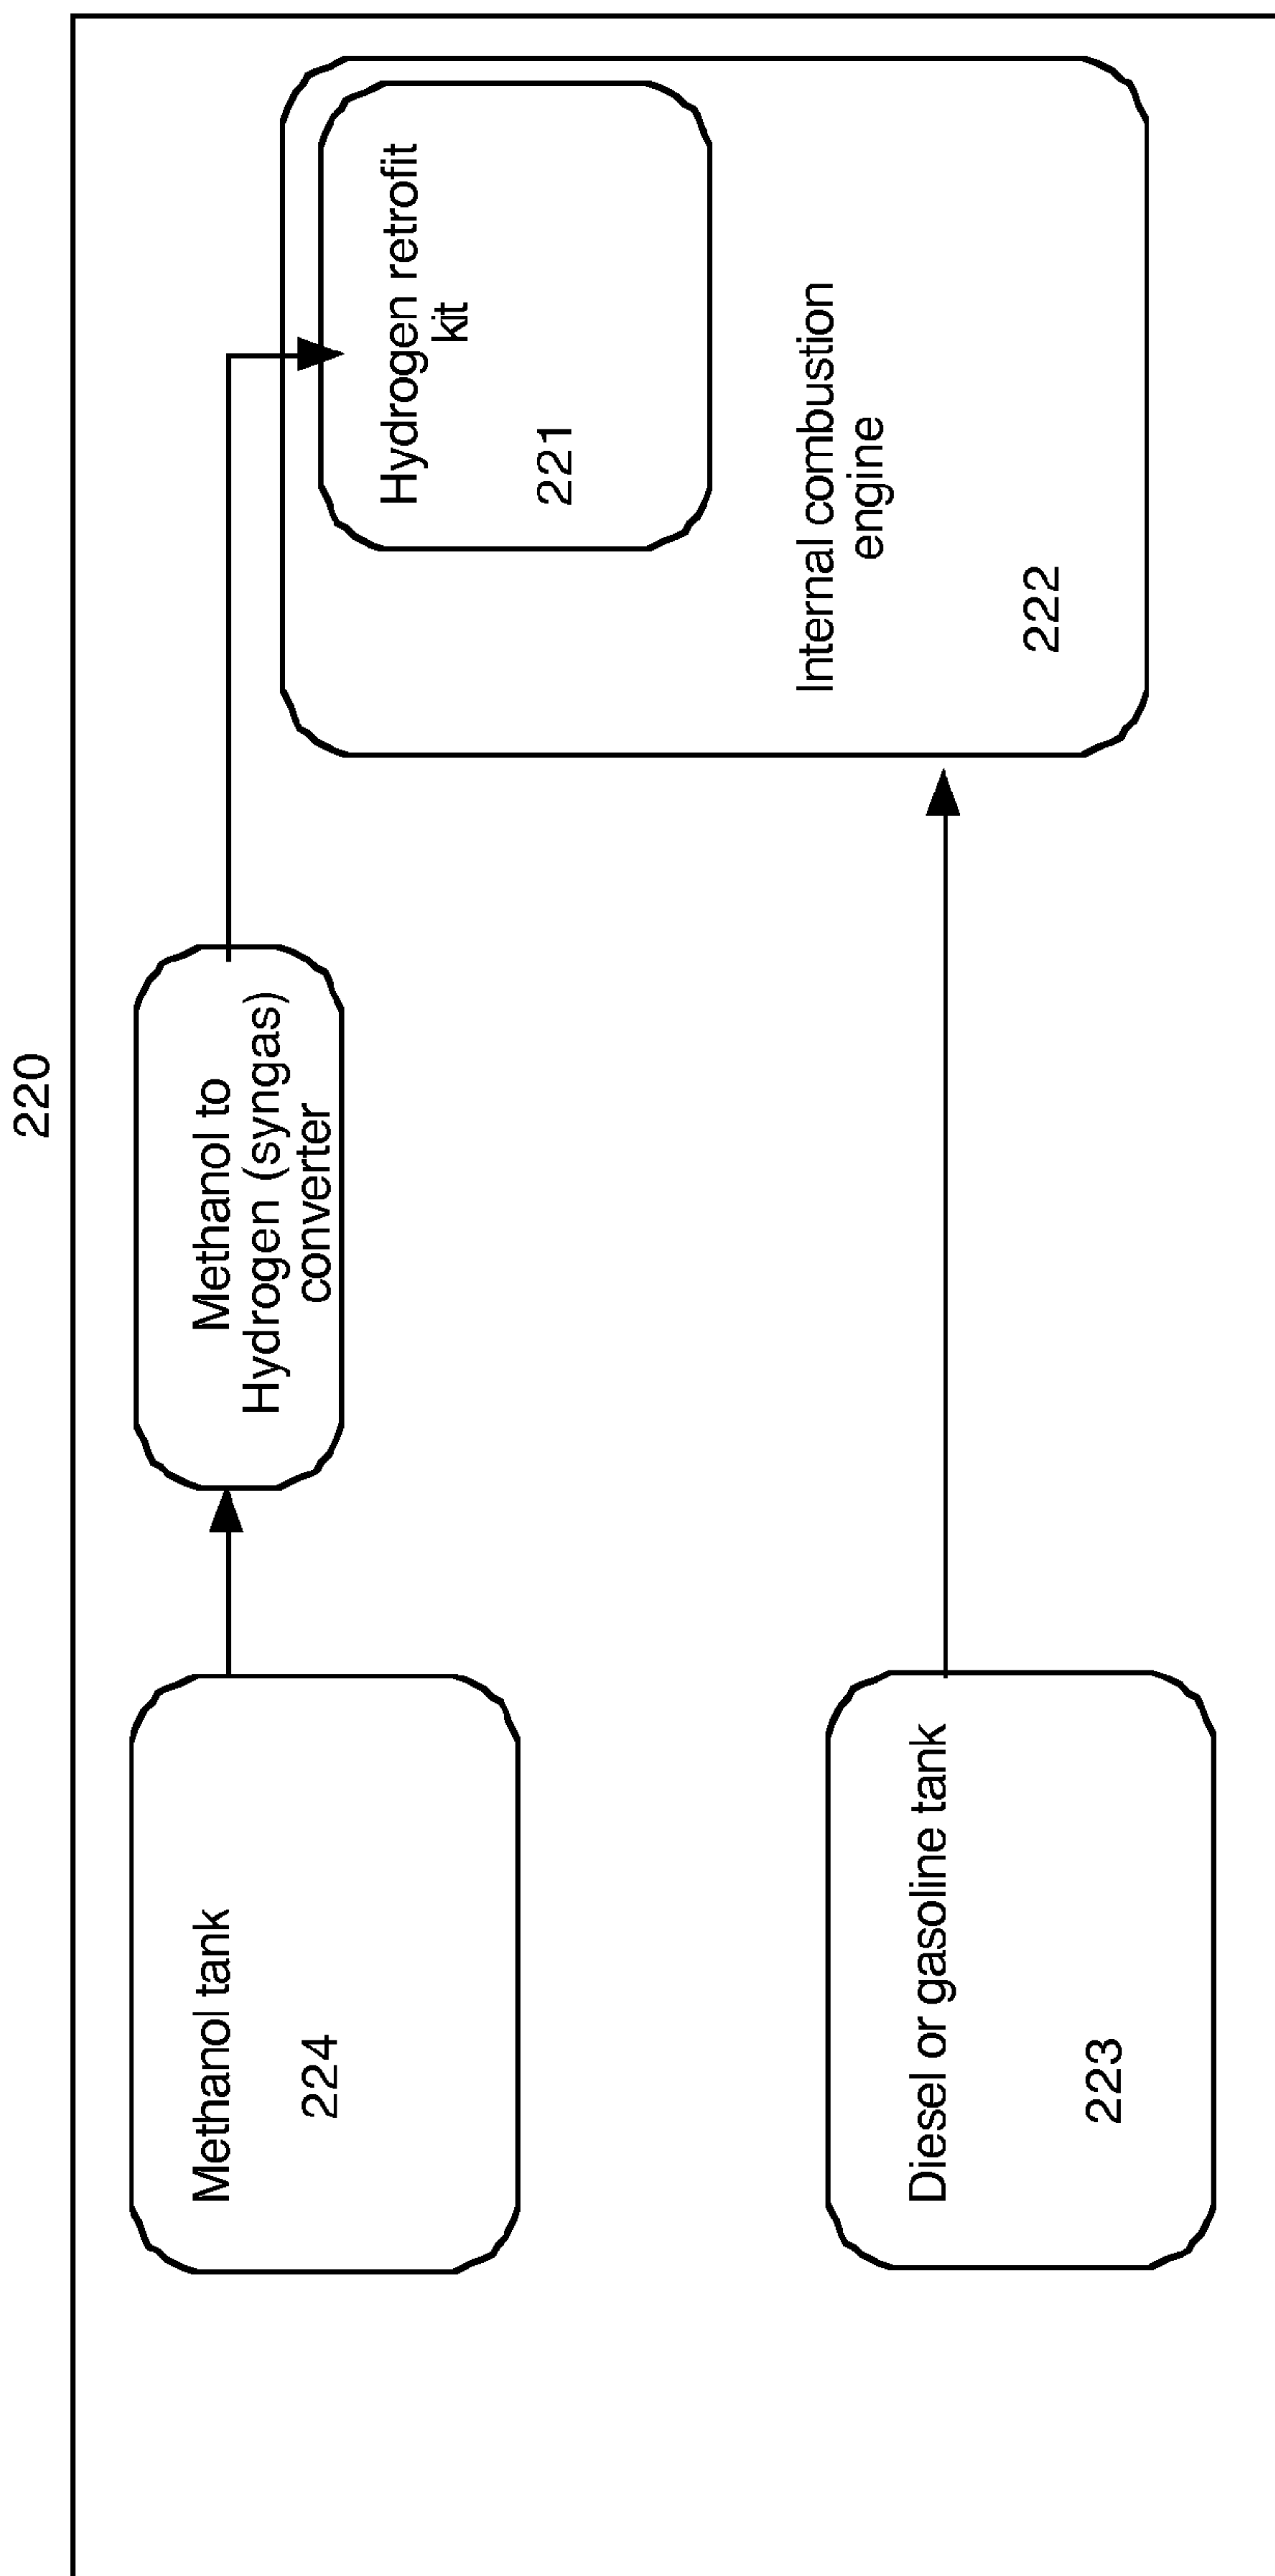 220
Methanol tank
224
Methanol to
Hydrogen (syngas)
converter
Hydrogen retrofit
kit
221
Internal combustion
engine
222
Diesel or gasoline tank
223